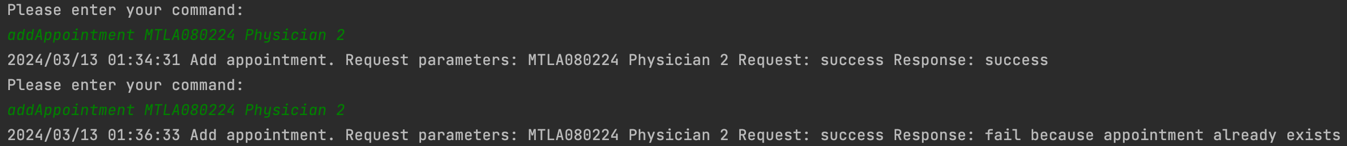 Please enter your command:
addAppointment MTLA080224 Physician 2
2024/03/13 01:34:31 Add appointment. Request parameters: MTLA080224 Physician 2 Request: success Response: success
Please enter your command:
addAppointment MTLA080224 Physician 2
2024/03/13 01:36:33 Add appointment. Request parameters: MTLA080224 Physician 2 Request: success Response: fail because appointment already exists